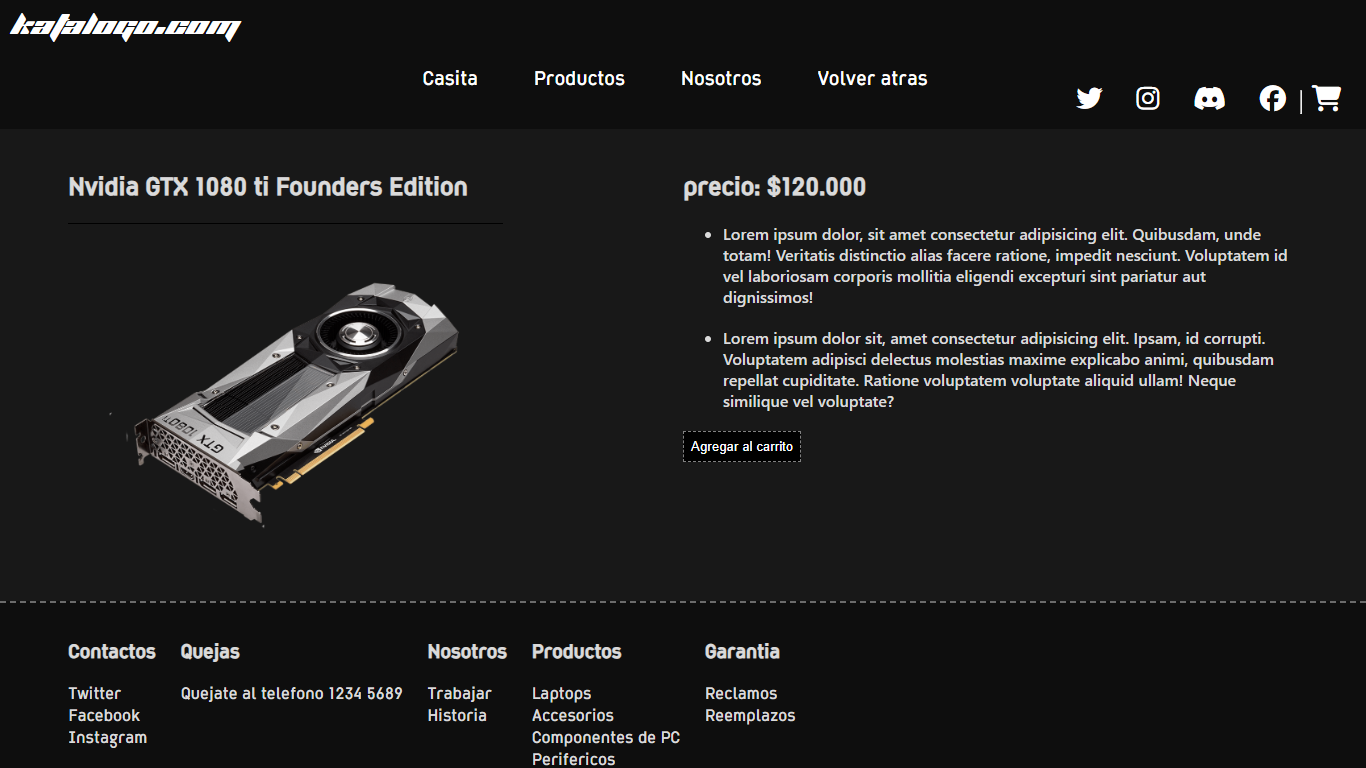 katalogo.com
Casita Productos Nosotros Volver atras
|
Nvidia GTX 1080 ti Founders Edition
GTX 1080 Ti
NVIDIA
precio: $120.000
• Lorem ipsum dolor, sit amet consectetur adipisicing elit. Quibusdam, unde
totam! Veritatis distinctio alias facere ratione, impedit nesciunt. Voluptatem id
vel laboriosam corporis mollitia eligendi excepturi sint pariatur aut
dignissimos!
• Lorem ipsum dolor sit, amet consectetur adipisicing elit. Ipsam, id corrupti.
Voluptatem adipisci delectus molestias maxime explicabo animi, quibusdam
repellat cupiditate. Ratione voluptatem voluptate aliquid ullam! Neque
similique vel voluptate?
Agregar al carrito
Contactos
Twitter
Facebook
Instagram
Quejas
Quejate al telefono 1234 5689
Nosotros
Trabajar
Historia
Productos
Laptops
Accesorios
Componentes de PC
Perifericos
Garantia
Reclamos
Reemplazos